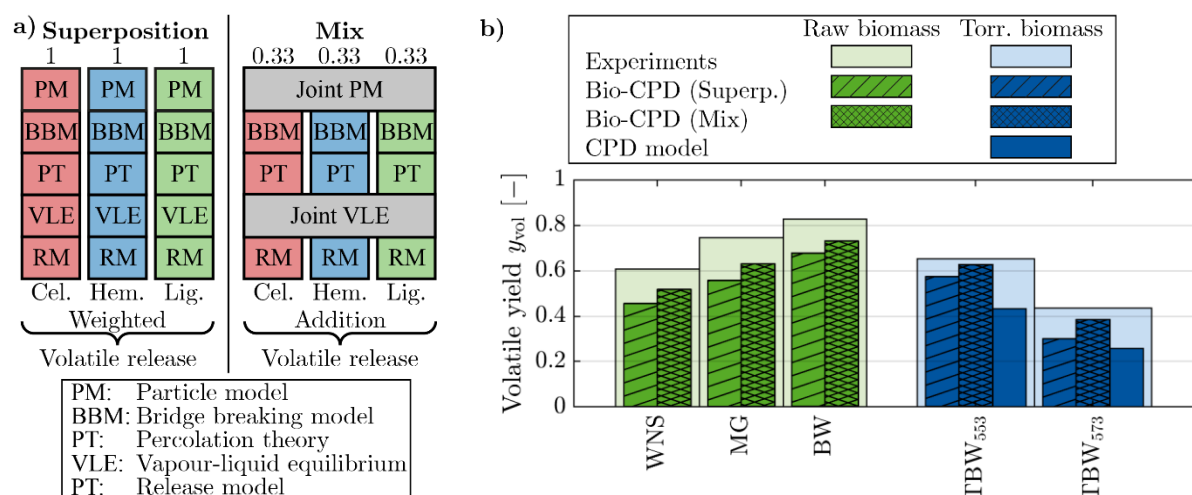 a)
Superposition
Mix
1 1 1
0.33 0.33 0.33
PM PM PM
Joint PM
BBM BBM BBM
BBM BBM BBM
PT PT PT
PT PT PT
VLE VLE VLE
Joint VLE
RM RM RM
RM RM RM
Cel. Hem. Lig.
Cel. Hem. Lig.
Weighted
Addition
Volatile release
Volatile release
PM: Particle model
BBM: Bridge breaking model
PT: Percolation theory
VLE: Vapour-liquid equilibrium
PT: Release model
b)
Raw biomass Torr. biomass
Experiments
Bio-CPD (Superp.)
Bio-CPD (Mix)
CPD model
Volatile yield yvol [−]
1
0.8
0.6
0.4
0.2
0
WNS
MG
BW
TBW553
TBW573